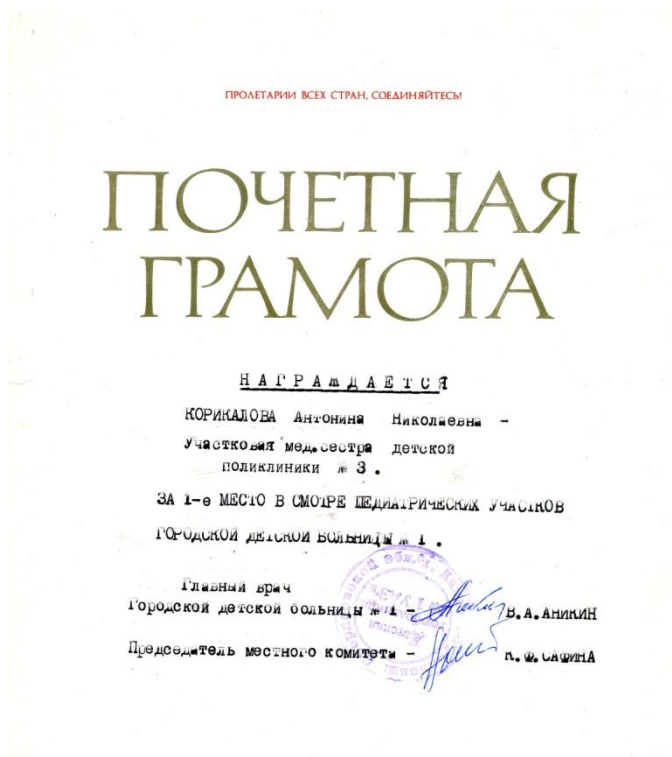 ПРОЛЕТАРИИ ВСЕХ СТРАН, СОЕДИНЯЙТЕСЬ!
ПОЧЕТНАЯ
ГРАМОТА
НАГРАЖДАЕТСЯ
КОРИКАЛОВА Антонина Николаевна -
Участковая мед.сестра детской
поликлиники № 3 .
ЗА 1-е МЕСТО В СМОТРЕ ПЕДИАТРИЧЕСКИХ УЧАСТКОВ
ГОРОДСКОЙ ДЕТСКОЙ БОЛЬНИЦЫ № 1 .
Главный врач
Городской детской больницы № 1 - В.А.АНИКИН
Председатель местного комитета - К.Ф.САФИНА